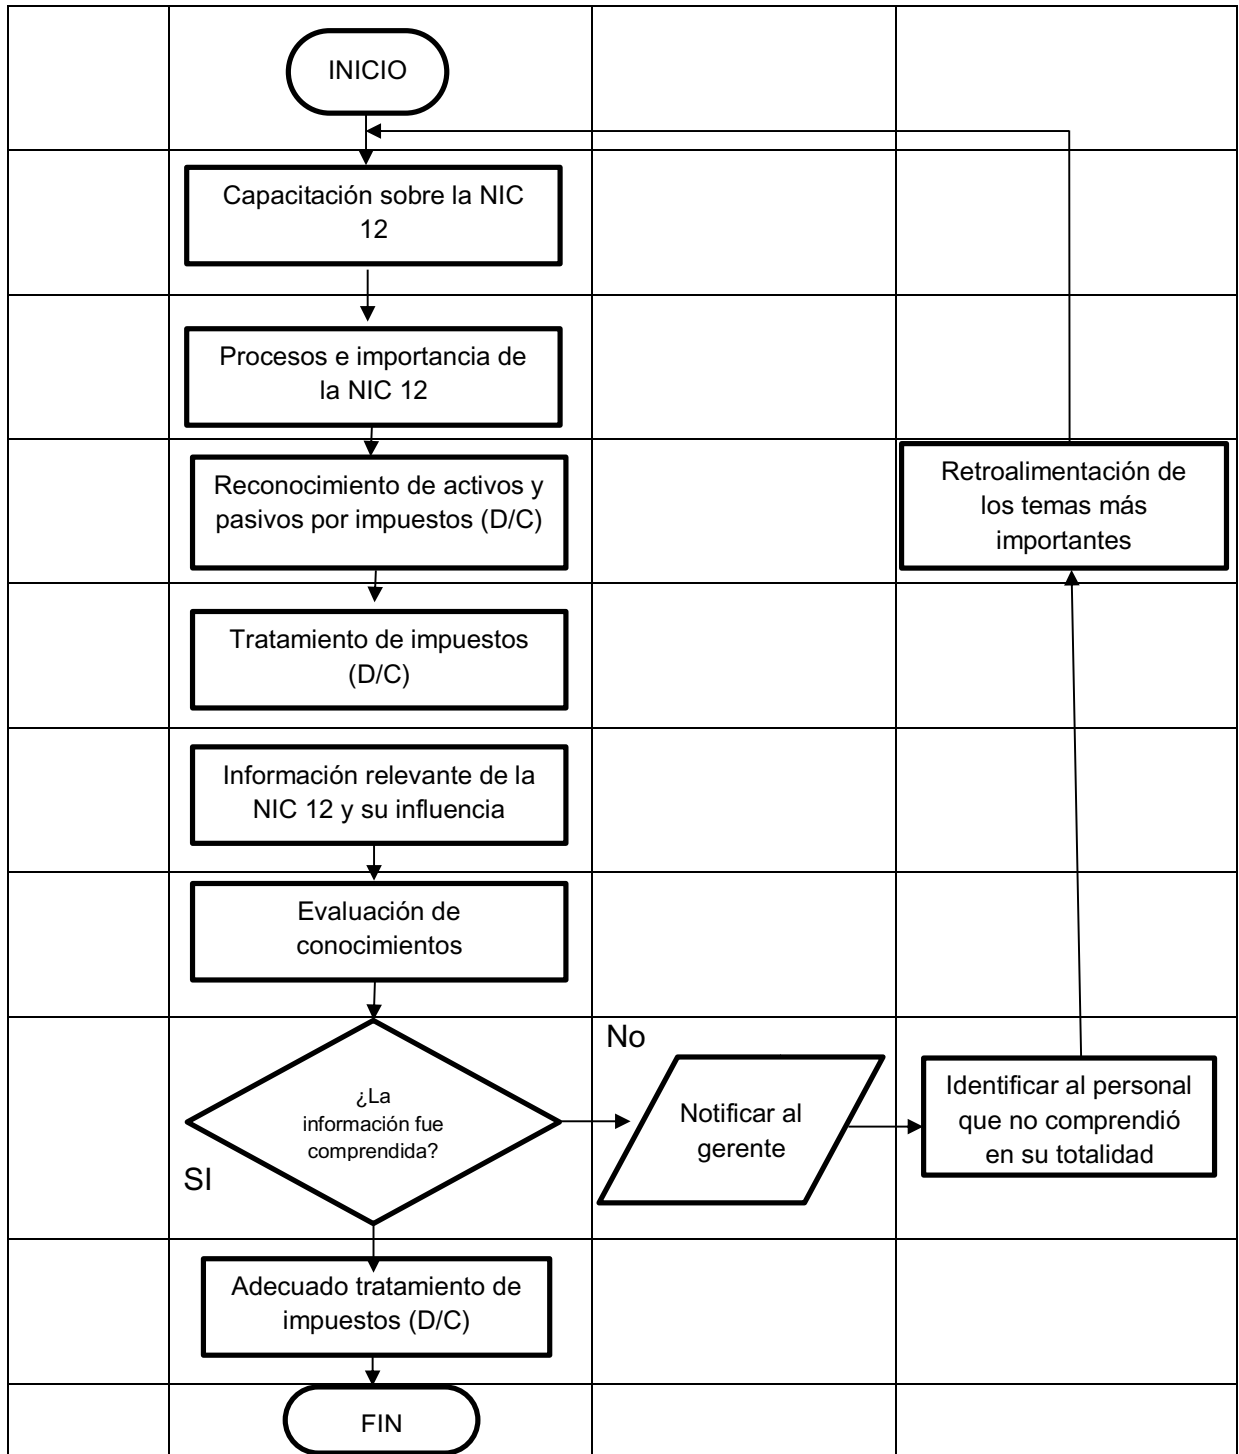 INICIO
Capacitación sobre la NIC
12
Procesos e importancia de
la NIC 12
Reconocimiento de activos y
pasivos por impuestos (D/C)
Retroalimentación de
los temas más
importantes
Tratamiento de impuestos
(D/C)
Información relevante de la
NIC 12 y su influencia
Evaluación de
conocimientos
¿La
información fue
comprendida?
SI
No
Notificar al
gerente
Identificar al personal
que no comprendió
en su totalidad
Adecuado tratamiento de
impuestos (D/C)
FIN